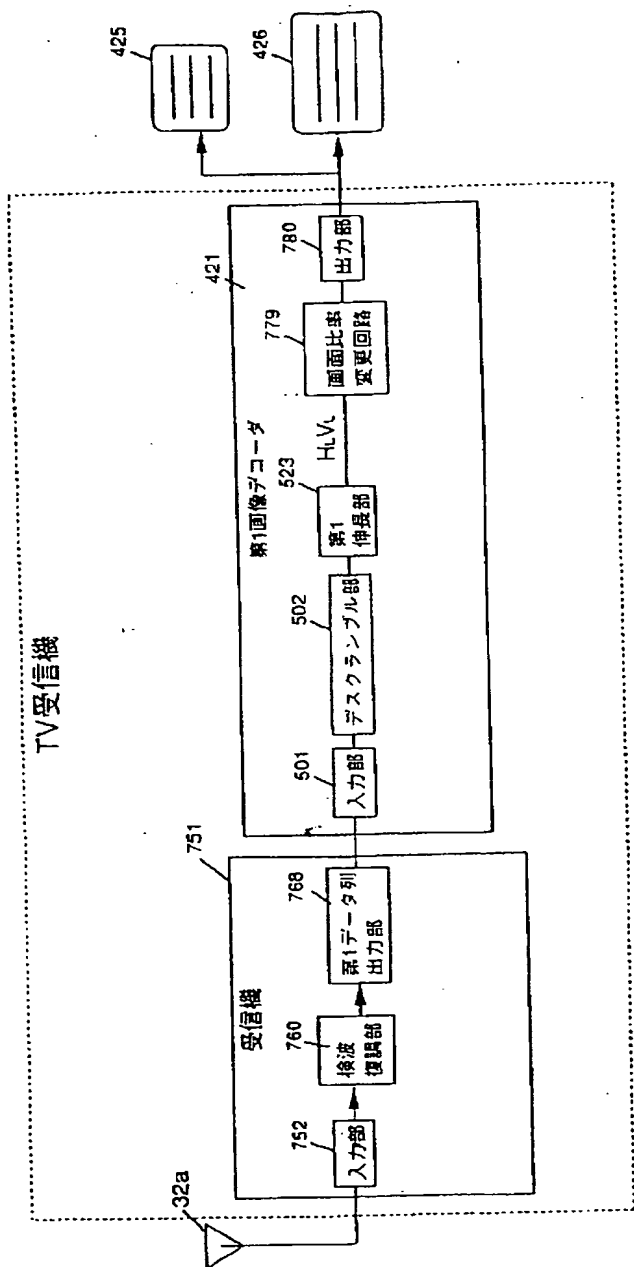 TV受信機
32a
751
受信機
752
入力部
760
検波
復調部
768
第1データ列
出力部
421
第1画像デコーダ
501
入力部
502
デスクランブル部
523
第1
伸長部
HLVL
779
画面比率
変更回路
780
出力部
425
426